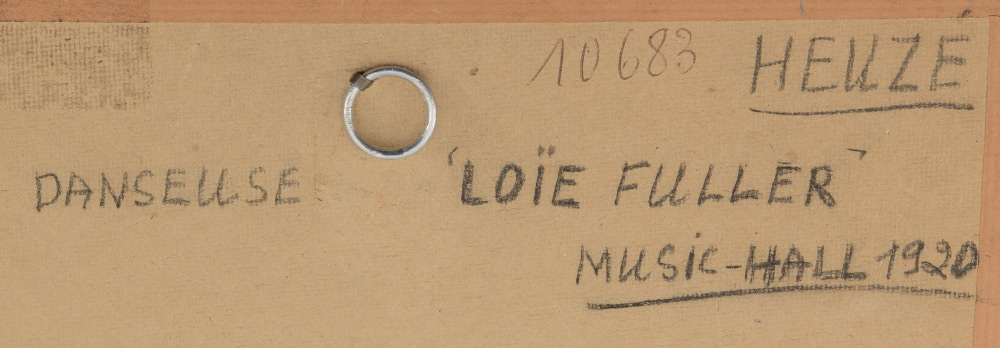 10683
HEUZÉ
DANSEUSE 'LOÏE FULLER'
MUSIC-HALL 1920